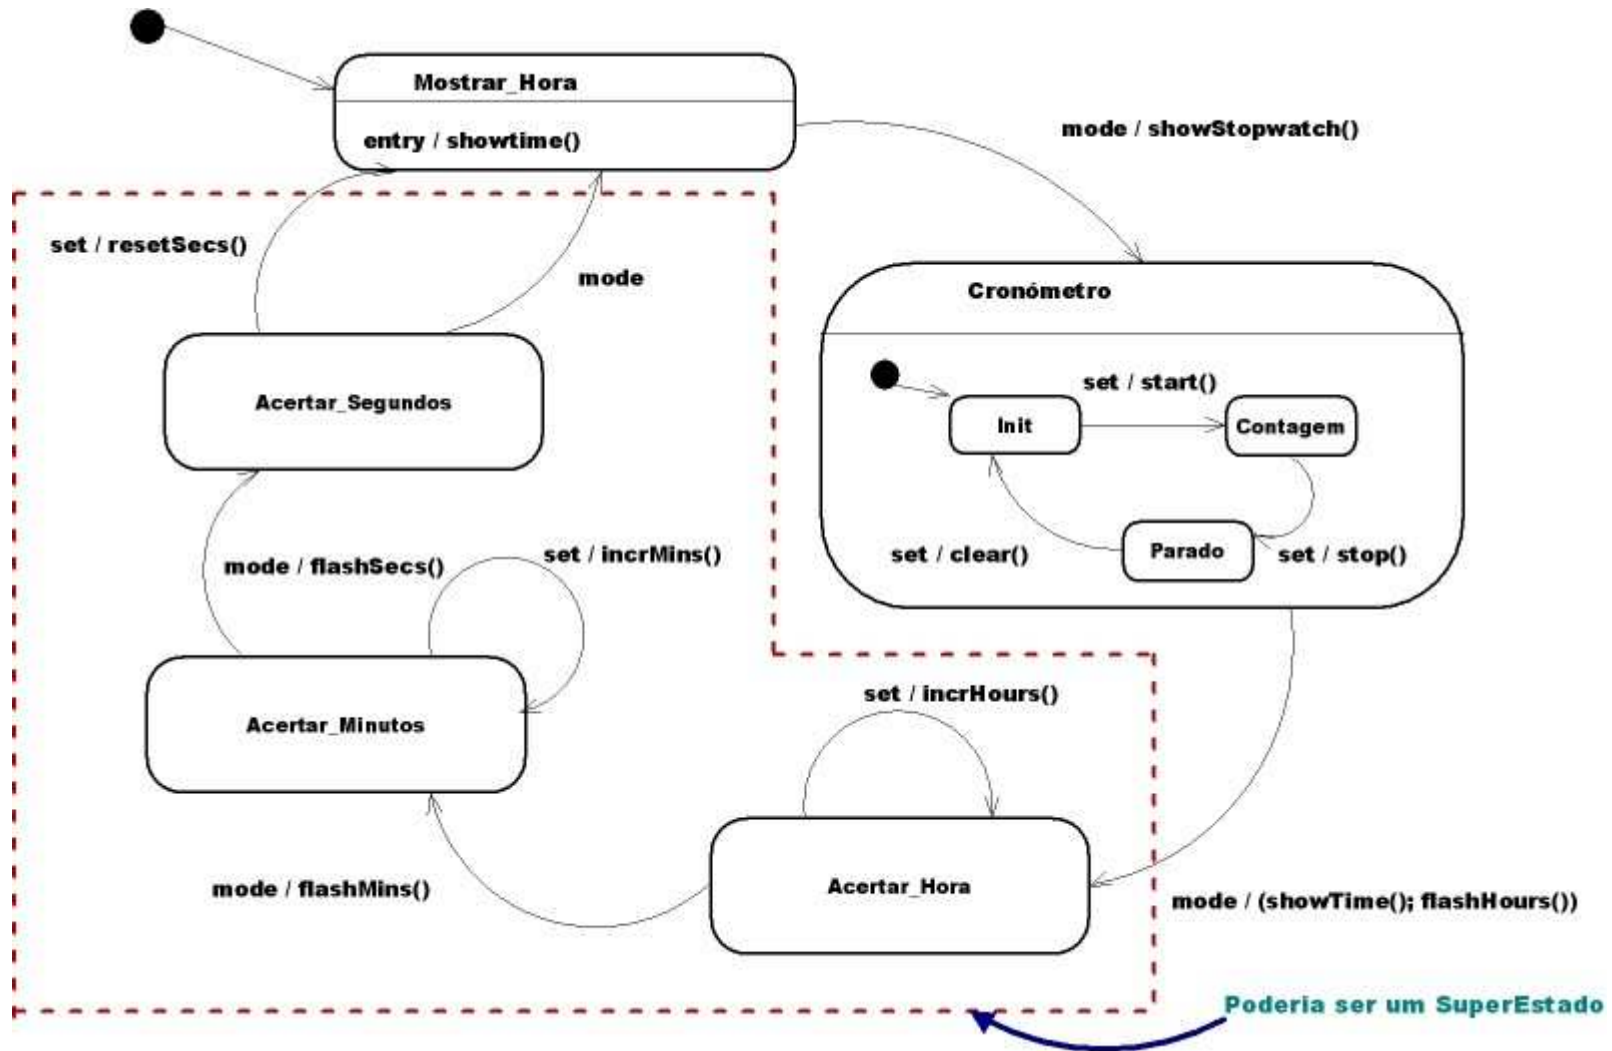 Mostrar_Hora
entry / showtime()
mode / showStopwatch()
set / resetSecs()
mode
Cronómetro
set / start()
Init
Contagem
Acertar_Segundos
set / clear()
Parado
set / stop()
mode / flashSecs()
set / incrMins()
Acertar_Minutos
set / incrHours()
mode / flashMins()
Acertar_Hora
mode / (showTime(); flashHours())
Poderia ser um SuperEstado